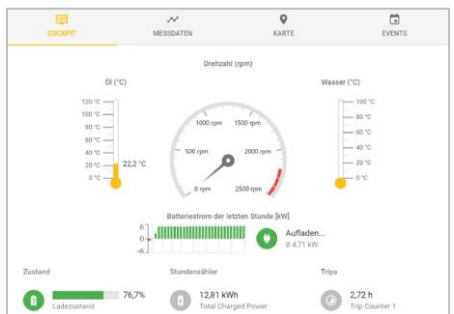 COCKPIT MESSDATEN KARTE EVENTS
Drehzahl (rpm)
Öl (°C) Wasser (°C)
120 °C
100 °C
80 °C
60 °C
40 °C
20 °C
0 °C
22,2 °C
1000 rpm 1500 rpm
500 rpm 2000 rpm
0 rpm 2500 rpm
100 °C
80 °C
60 °C
40 °C
20 °C
0 °C
Batteriestrom der letzten Stunde [kW]
6
0
-6
Aufladen...
Ø 4,71 kW
Zustand Stundenzähler Trips
76,7% 12,81 kWh 2,72 h
Ladezustand Total Charged Power Trip Counter 1